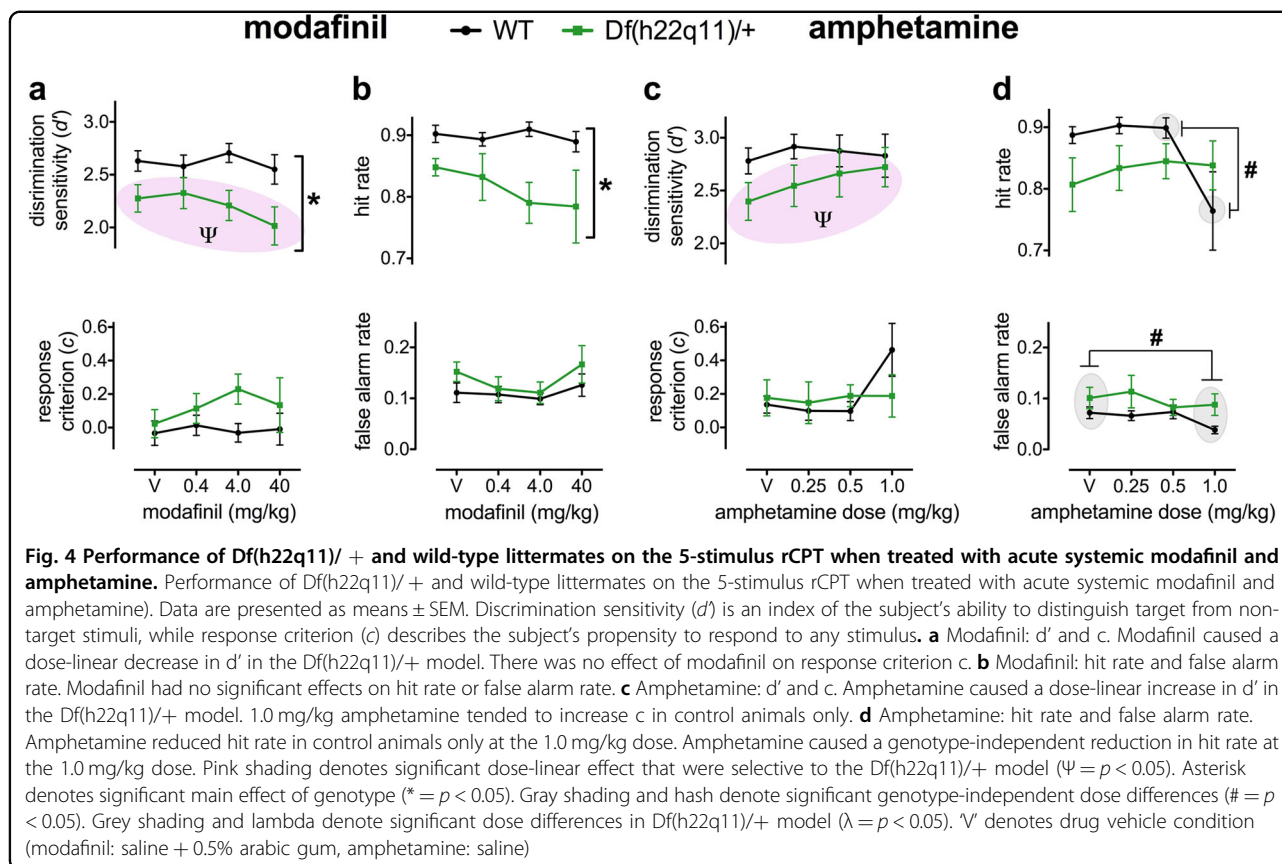 modafinil WT Df(h22q11)/+ amphetamine
a
disrimination
sensitivity (d')
3.0
2.5
2.0
Ψ
*
b
hit rate
0.9
0.8
0.7
*
c
disrimination
sensitivity (d')
3.0
2.5
2.0
Ψ
d
hit rate
0.9
0.8
0.7
#
response
criterion (c)
0.6
0.4
0.2
0.0
V 0.4 4.0 40
modafinil (mg/kg)
false alarm rate
0.2
0.1
0.0
V 0.4 4.0 40
modafinil (mg/kg)
response
criterion (c)
0.6
0.4
0.2
0.0
V 0.25 0.5 1.0
amphetamine dose (mg/kg)
false alarm rate
0.2
0.1
0.0
#
V 0.25 0.5 1.0
amphetamine dose (mg/kg)
Fig. 4 Performance of Df(h22q11)/ + and wild-type littermates on the 5-stimulus rCPT when treated with acute systemic modafinil and
amphetamine. Performance of Df(h22q11)/ + and wild-type littermates on the 5-stimulus rCPT when treated with acute systemic modafinil and
amphetamine). Data are presented as means ± SEM. Discrimination sensitivity (d') is an index of the subject's ability to distinguish target from non-
target stimuli, while response criterion (c) describes the subject's propensity to respond to any stimulus. a Modafinil: d' and c. Modafinil caused a
dose-linear decrease in d' in the Df(h22q11)/+ model. There was no effect of modafinil on response criterion c. b Modafinil: hit rate and false alarm
rate. Modafinil had no significant effects on hit rate or false alarm rate. c Amphetamine: d' and c. Amphetamine caused a dose-linear increase in d' in
the Df(h22q11)/+ model. 1.0 mg/kg amphetamine tended to increase c in control animals only. d Amphetamine: hit rate and false alarm rate.
Amphetamine reduced hit rate in control animals only at the 1.0 mg/kg dose. Amphetamine caused a genotype-independent reduction in hit rate at
the 1.0 mg/kg dose. Pink shading denotes significant dose-linear effect that were selective to the Df(h22q11)/+ model (Ψ = p < 0.05). Asterisk
denotes significant main effect of genotype (* = p < 0.05). Gray shading and hash denote significant genotype-independent dose differences (# = p
< 0.05). Grey shading and lambda denote significant dose differences in Df(h22q11)/+ model (λ = p < 0.05). 'V' denotes drug vehicle condition
(modafinil: saline + 0.5% arabic gum, amphetamine: saline)